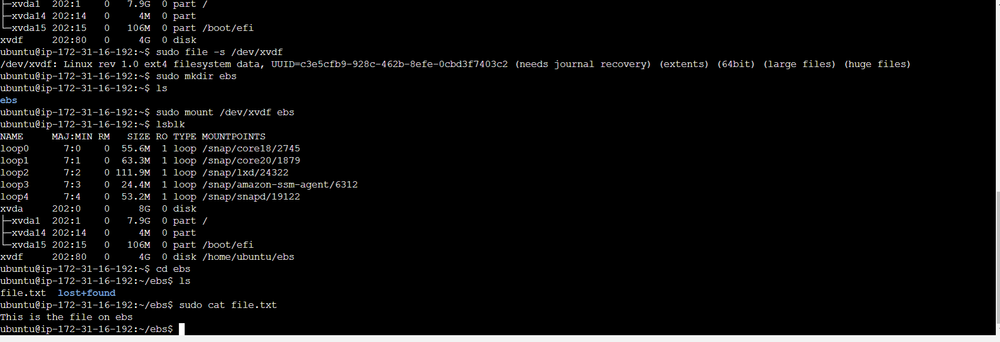 ├─xvda1  202:1    0   7.9G  0 part /
├─xvda14 202:14   0     4M  0 part
└─xvda15 202:15   0   106M  0 part /boot/efi
xvdf     202:80   0     4G  0 disk
ubuntu@ip-172-31-16-192:~$ sudo file -s /dev/xvdf
/dev/xvdf: Linux rev 1.0 ext4 filesystem data, UUID=c3e5cfb9-928c-462b-8efe-0cbd3f7403c2 (needs journal recovery) (extents) (64bit) (large files) (huge files)
ubuntu@ip-172-31-16-192:~$ sudo mkdir ebs
ubuntu@ip-172-31-16-192:~$ ls
ebs
ubuntu@ip-172-31-16-192:~$ sudo mount /dev/xvdf ebs
ubuntu@ip-172-31-16-192:~$ lsblk
NAME     MAJ:MIN RM   SIZE RO TYPE MOUNTPOINTS
loop0      7:0    0  55.6M  1 loop /snap/core18/2745
loop1      7:1    0  63.3M  1 loop /snap/core20/1879
loop2      7:2    0 111.9M  1 loop /snap/lxd/24322
loop3      7:3    0  24.4M  1 loop /snap/amazon-ssm-agent/6312
loop4      7:4    0  53.2M  1 loop /snap/snapd/19122
xvda     202:0    0     8G  0 disk
├─xvda1  202:1    0   7.9G  0 part /
├─xvda14 202:14   0     4M  0 part
└─xvda15 202:15   0   106M  0 part /boot/efi
xvdf     202:80   0     4G  0 disk /home/ubuntu/ebs
ubuntu@ip-172-31-16-192:~$ cd ebs
ubuntu@ip-172-31-16-192:~/ebs$ ls
file.txt  lost+found
ubuntu@ip-172-31-16-192:~/ebs$ sudo cat file.txt
This is the file on ebs
ubuntu@ip-172-31-16-192:~/ebs$